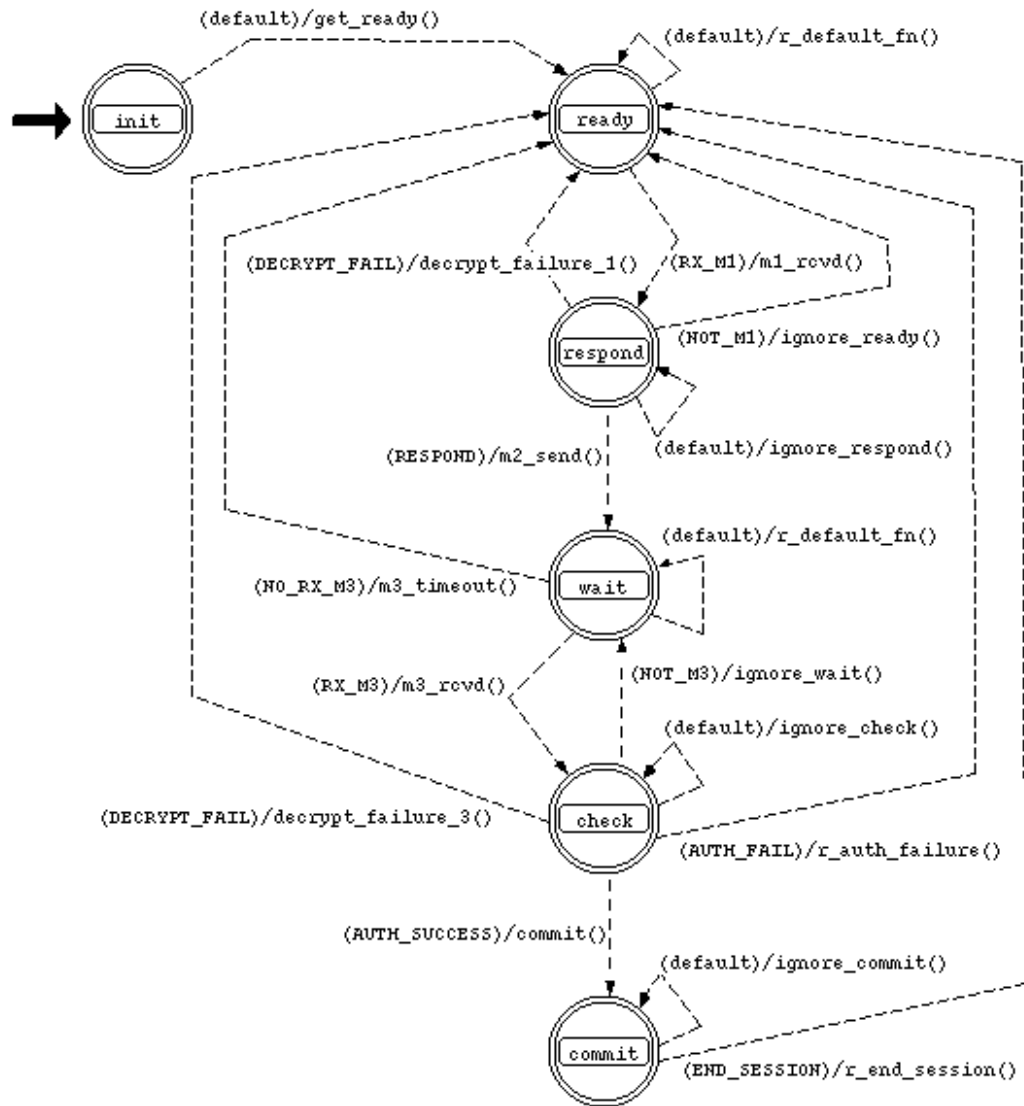 (default)/get_ready()
(default)/r_default_fn()
init
ready
(DECRYPT_FAIL)/decrypt_failure_1()
(RX_M1)/m1_rcvd()
(NOT_M1)/ignore_ready()
respond
(default)/ignore_respond()
(RESPOND)/m2_send()
(default)/r_default_fn()
(NO_RX_M3)/m3_timeout()
wait
(RX_M3)/m3_rcvd()
(NOT_M3)/ignore_wait()
(default)/ignore_check()
(DECRYPT_FAIL)/decrypt_failure_3()
check
(AUTH_FAIL)/r_auth_failure()
(AUTH_SUCCESS)/commit()
(default)/ignore_commit()
commit
(END_SESSION)/r_end_session()